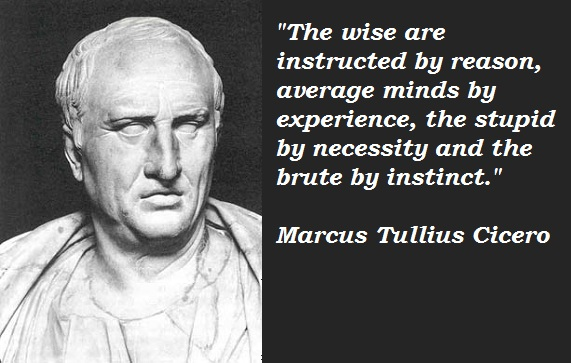 "The wise are
instructed by reason,
average minds by
experience, the stupid
by necessity and the
brute by instinct."
Marcus Tullius Cicero